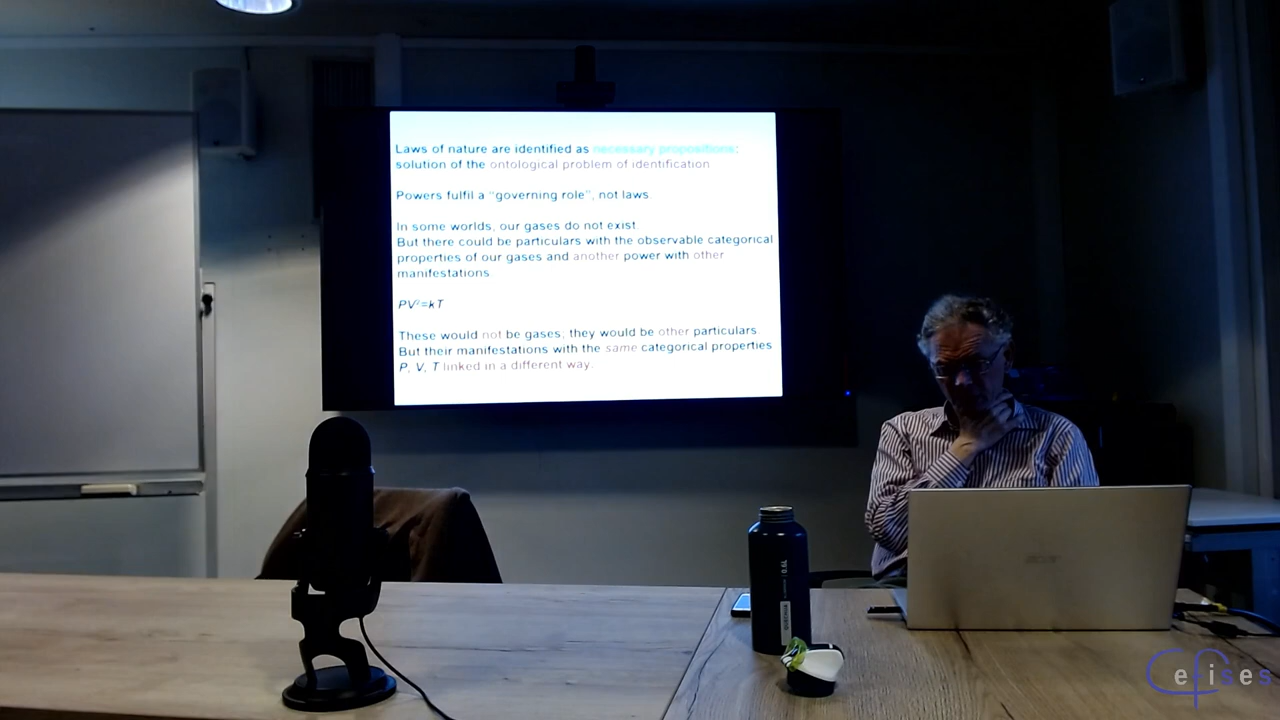 Laws of nature are identified as necessary propositions:
solution of the ontological problem of identification.
Powers fulfil a "governing role", not laws.
In some worlds, our gases do not exist.
But there could be particulars with the observable categorical
properties of our gases and another power with other
manifestations
PV²=kT
These would not be gases; they would be other particulars.
But their manifestations with the same categorical properties
P, V, T linked in a different way.
acer
Cefises